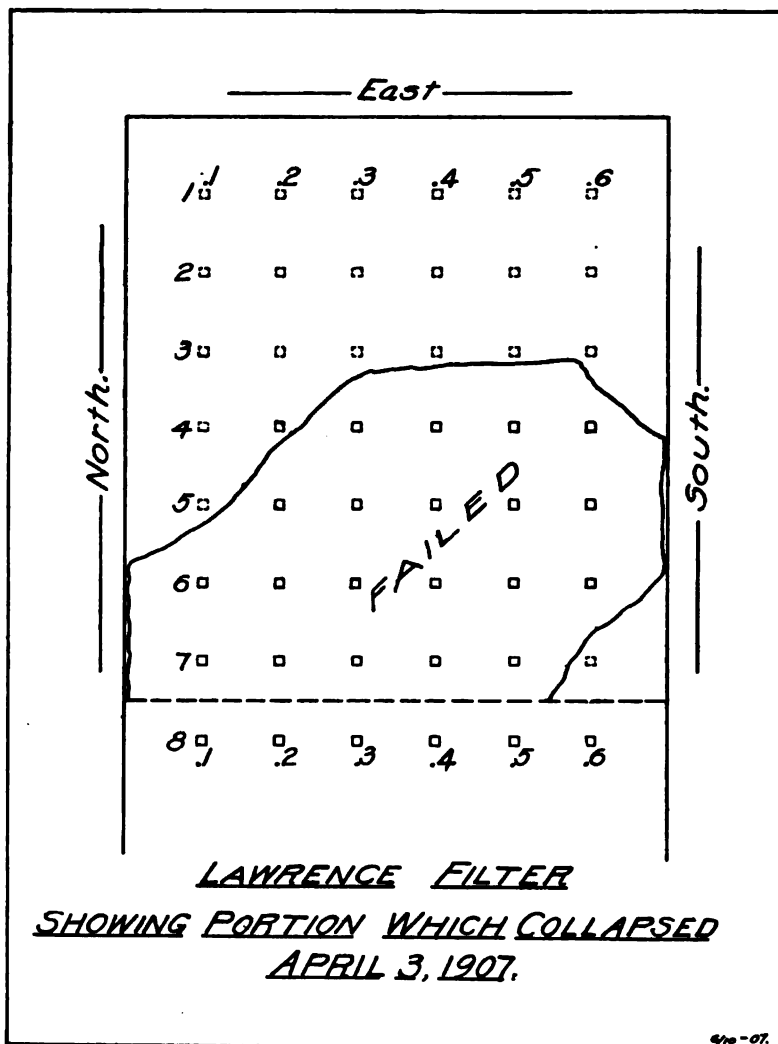 East
.1 .2 .3 .4 .5 .6
1
2
3
North.
South.
4
5
FAILED
6
7
8
.1 .2 .3 .4 .5 .6
LAWRENCE FILTER
SHOWING PORTION WHICH COLLAPSED
APRIL 3, 1907.